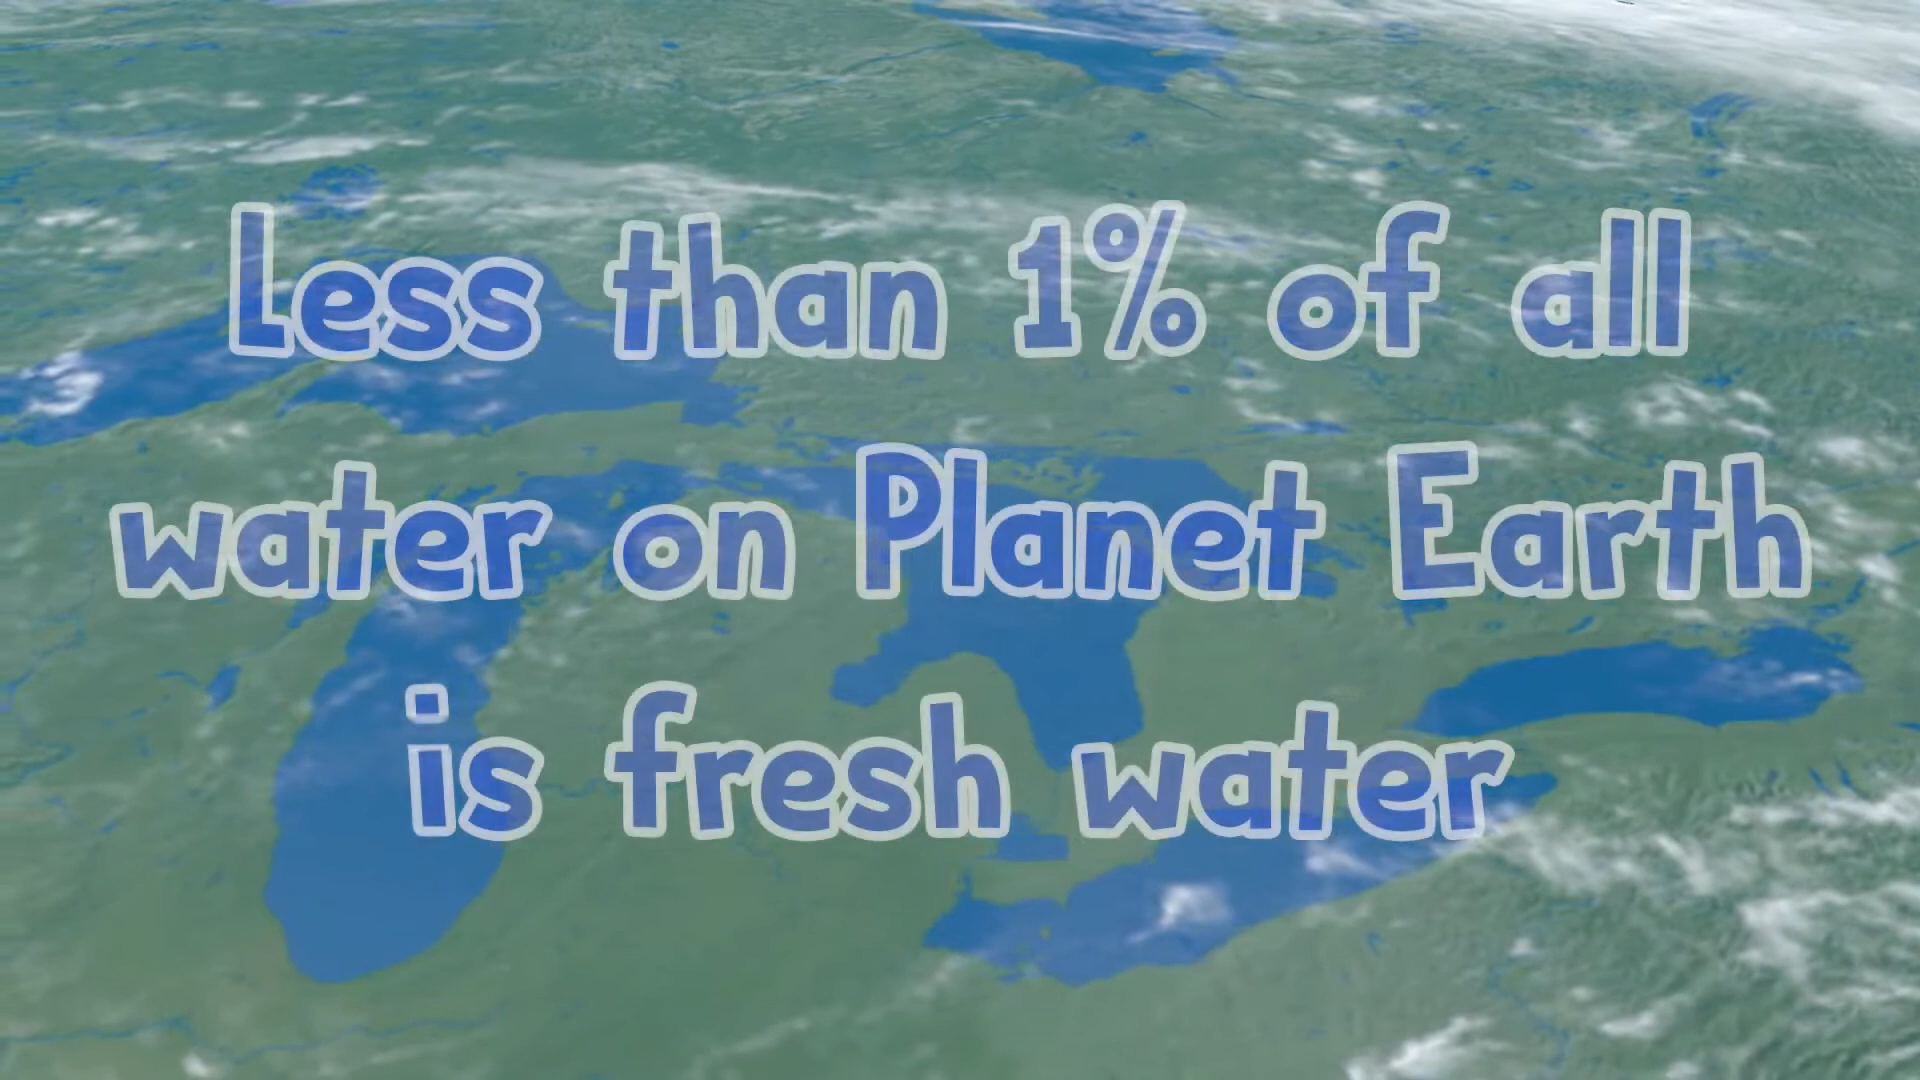 Less than 1% of all
water on Planet Earth
is fresh water